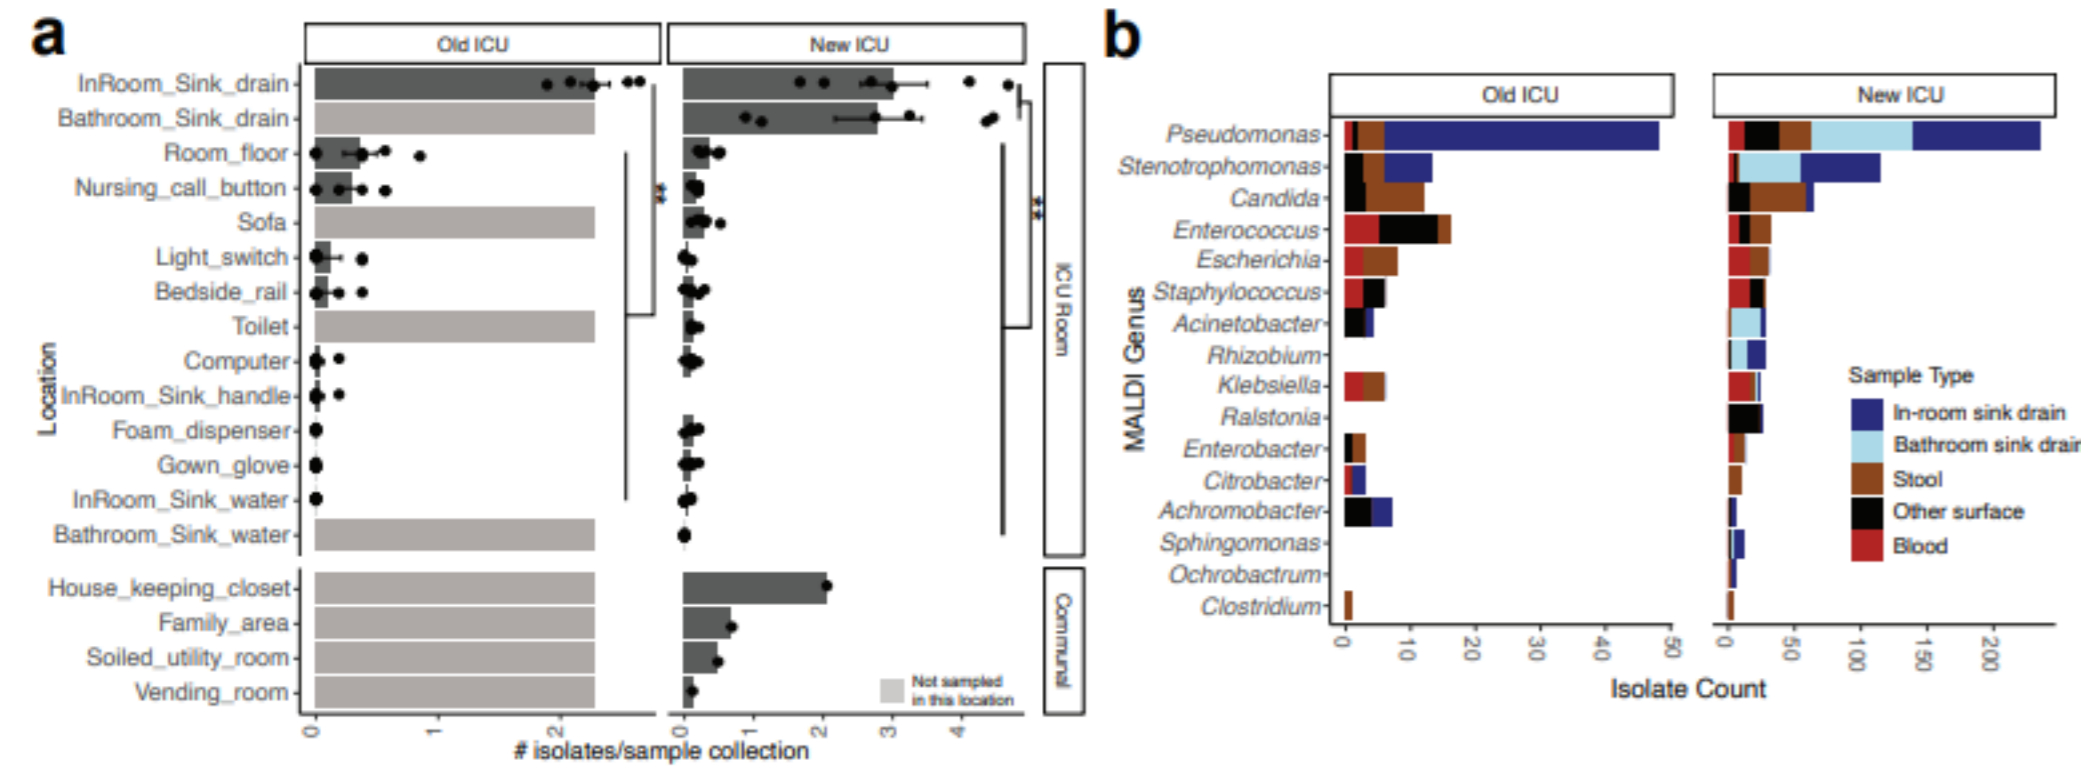 a
Old ICU
New ICU
InRoom_Sink_drain
Bathroom_Sink_drain
Room_floor
Nursing_call_button
Sofa
Light_switch
Bedside_rail
Toilet
Computer
InRoom_Sink_handle
Foam_dispenser
Gown_glove
InRoom_Sink_water
Bathroom_Sink_water
House_keeping_closet
Family_area
Soiled_utility_room
Vending_room
Location
**
**
ICU Room
Communal
Not sampled
in this location
0 1 2
0 1 2 3 4
# isolates/sample collection
b
Old ICU
New ICU
Pseudomonas
Stenotrophomonas
Candida
Enterococcus
Escherichia
Staphylococcus
Acinetobacter
Rhizobium
Klebsiella
Ralstonia
Enterobacter
Citrobacter
Achromobacter
Sphingomonas
Ochrobactrum
Clostridium
MALDI Genus
Sample Type
In-room sink drain
Bathroom sink drain
Stool
Other surface
Blood
0 10 20 30 40 50
0 50 100 150 200
Isolate Count